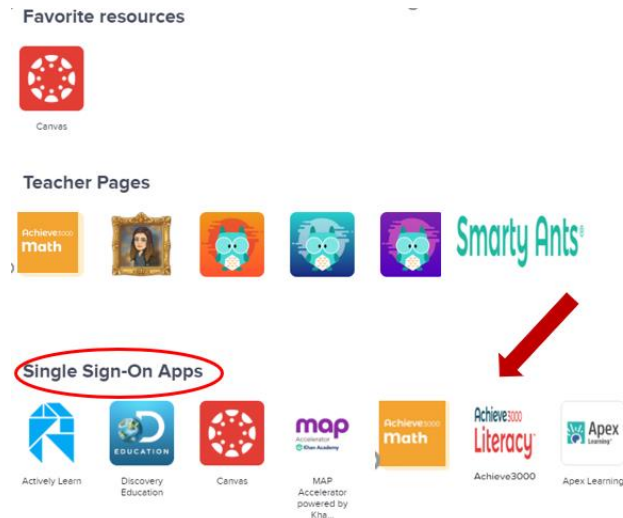 Favorite resources
Canvas
Teacher Pages
Achieve3000
Math
Smarty Ants
Single Sign-On Apps
EDUCATION
map
Accelerator
Khan Academy
Achieve3000
Math
Achieve3000
Literacy
Apex
Learning
Actively Learn
Discovery
Education
Canvas
MAP
Accelerator
powered by
Kha...
Achieve3000
Apex Learning